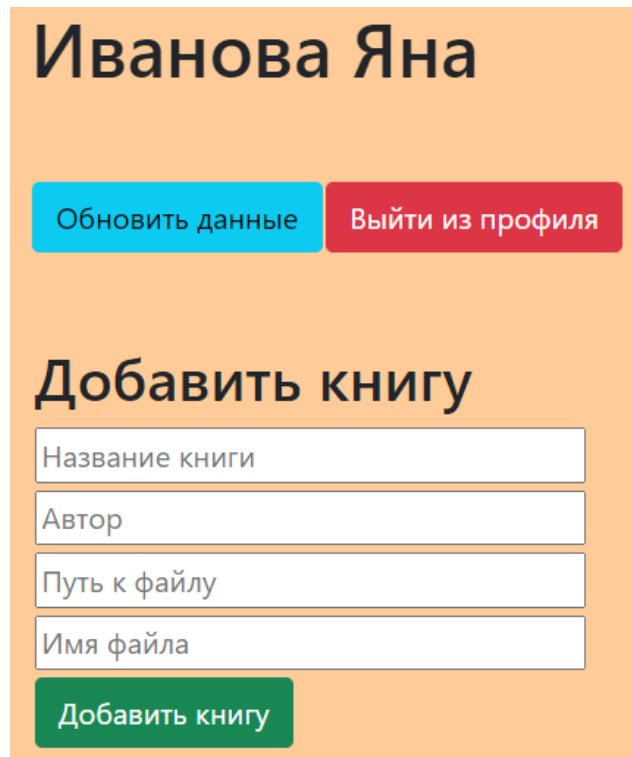 Иванова Яна
Обновить данные Выйти из профиля
Добавить книгу
Название книги
Автор
Путь к файлу
Имя файла
Добавить книгу